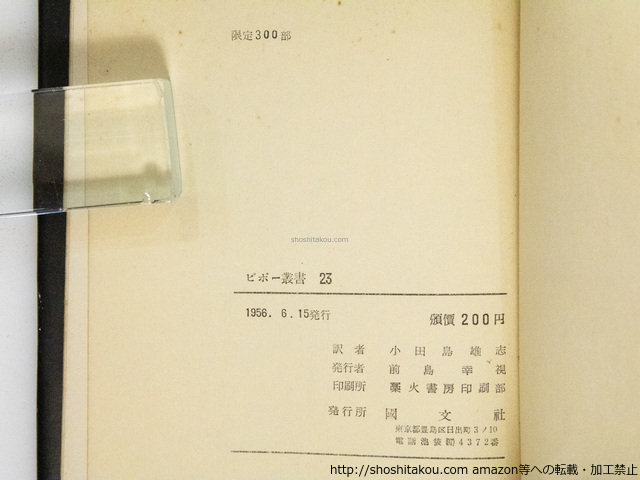 限定300部
shoshitakou.com
ピポー叢書 23
1956. 6. 15発行
頒價 200円
訳者 小田島雄志
発行者 前島幸視
印刷所 藁火書房印刷部
発行所 國文社
東京都豊島区日出町3ノ10
電話池袋(97)4372番
http://shoshitakou.com amazon等への転載・加工禁止